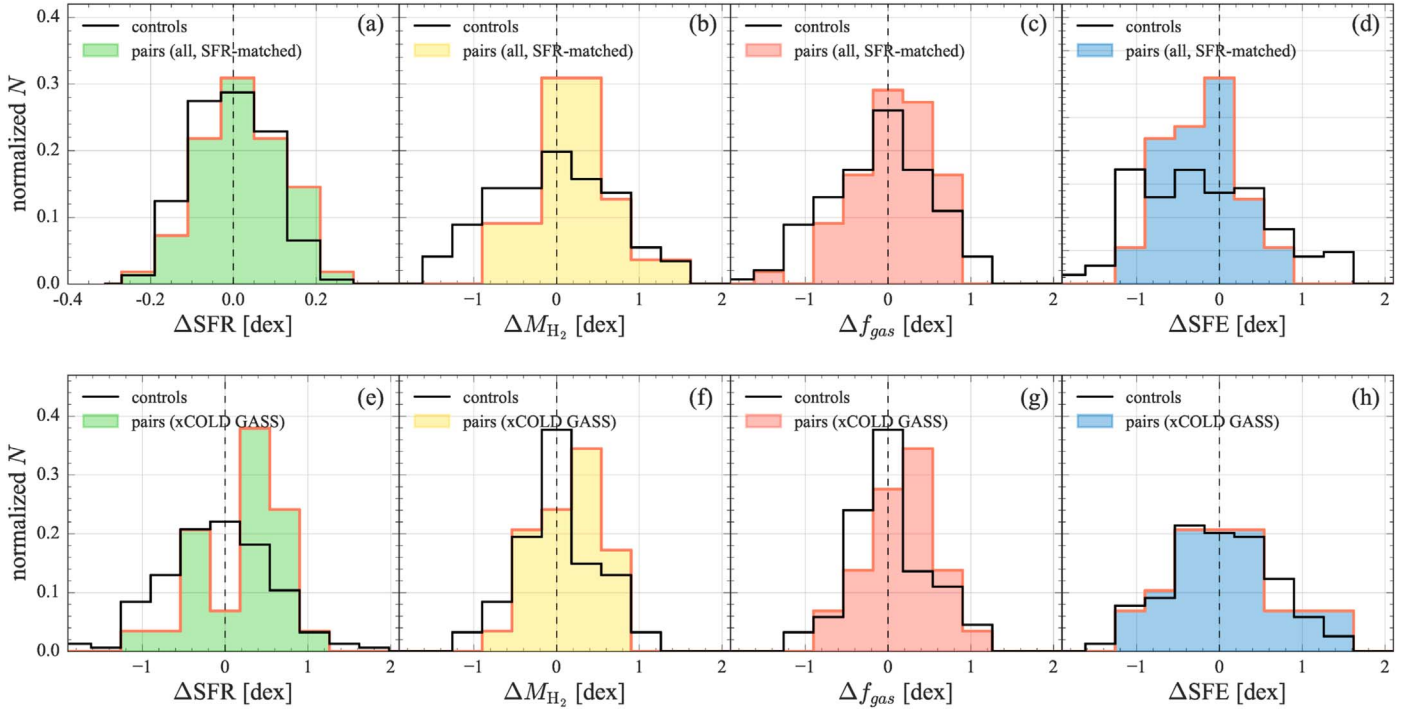 controls
pairs (all, SFR-matched)
(a)
controls
pairs (all, SFR-matched)
(b)
controls
pairs (all, SFR-matched)
(c)
controls
pairs (all, SFR-matched)
(d)
normalized N
0.4
0.3
0.2
0.1
0.0
-0.4 -0.2 0.0 0.2
−1 0 1
−1 0 1
−1 0 1 2
ΔSFR [dex]
ΔM_H₂ [dex]
Δf_gas [dex]
ΔSFE [dex]
controls
pairs (xCOLD GASS)
(e)
controls
pairs (xCOLD GASS)
(f)
controls
pairs (xCOLD GASS)
(g)
controls
pairs (xCOLD GASS)
(h)
normalized N
0.4
0.3
0.2
0.1
0.0
−1 0 1 2
−1 0 1
−1 0 1
−1 0 1 2
ΔSFR [dex]
ΔM_H₂ [dex]
Δf_gas [dex]
ΔSFE [dex]